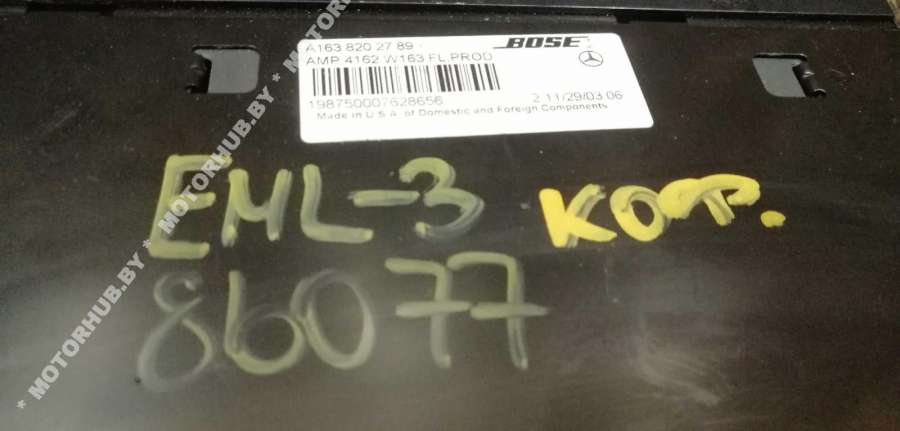 A163 820 27 89
BOSE
AMP 4162 W163 FL PROD
198750007628656
2 11/29/03 06
Made in U.S.A. of Domestic and Foreign Components
EML-3 КОТ.
86077
* MOTORHUB.BY * MOTORHUB.BY * MOTORHUB.BY